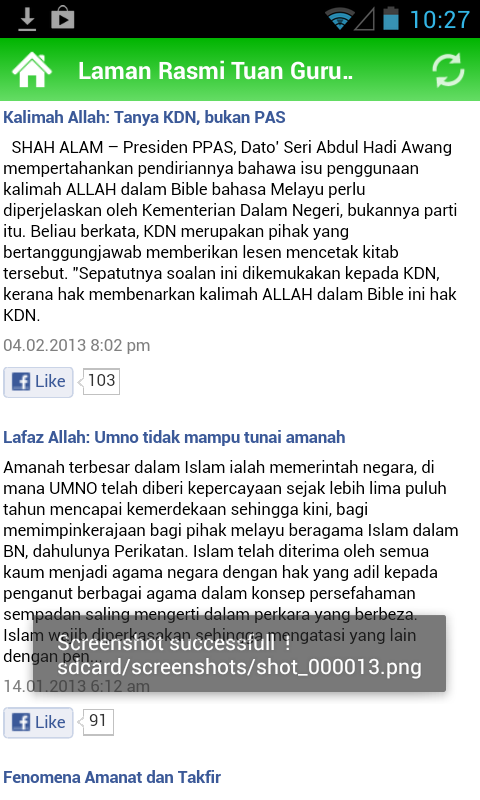 10:27
Laman Rasmi Tuan Guru..
Kalimah Allah: Tanya KDN, bukan PAS
SHAH ALAM – Presiden PPAS, Dato' Seri Abdul Hadi Awang
mempertahankan pendiriannya bahawa isu penggunaan
kalimah ALLAH dalam Bible bahasa Melayu perlu
diperjelaskan oleh Kementerian Dalam Negeri, bukannya parti
itu. Beliau berkata, KDN merupakan pihak yang
bertanggungjawab memberikan lesen mencetak kitab
tersebut. "Sepatutnya soalan ini dikemukakan kepada KDN,
kerana hak membenarkan kalimah ALLAH dalam Bible ini hak
KDN.
04.02.2013 8:02 pm
Like 103
Lafaz Allah: Umno tidak mampu tunai amanah
Amanah terbesar dalam Islam ialah memerintah negara, di
mana UMNO telah diberi kepercayaan sejak lebih lima puluh
tahun mencapai kemerdekaan sehingga kini, bagi
memimpinkerajaan bagi pihak melayu beragama Islam dalam
BN, dahulunya Perikatan. Islam telah diterima oleh semua
kaum menjadi agama negara dengan hak yang adil kepada
penganut berbagai agama dalam konsep persefahaman
sempadan saling mengerti dalam perkara yang berbeza.
Islam wajib diperkasakan sehingga mengatasi yang lain
dengan pen...
Screenshot successfull !
sdcard/screenshots/shot_000013.png
14.01.2013 6:12 am
Like 91
Fenomena Amanat dan Takfir